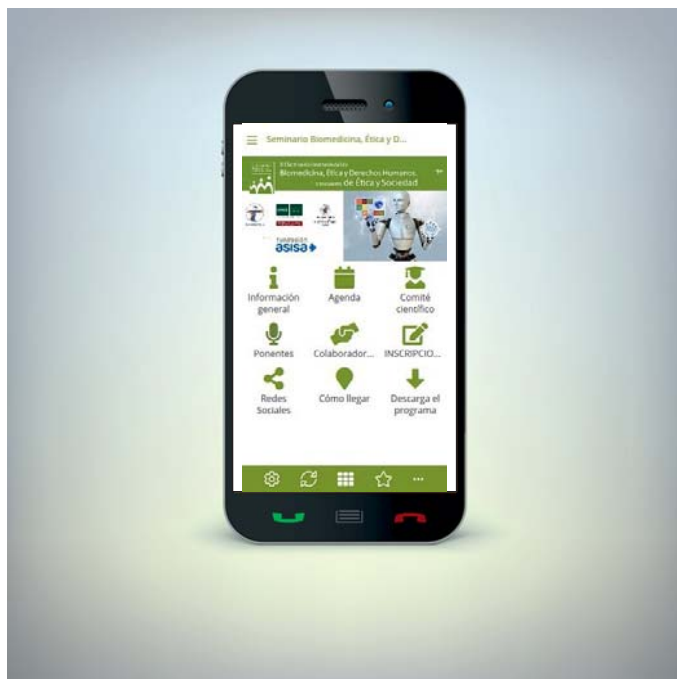 Seminario Biomedicina, Ética y D...
Biomedicina, Ética y Derechos Humanos.
de Ética y Sociedad
asisa
Información
general
Agenda
Comité
científico
Ponentes
Colaborador...
INSCRIPCIO...
Redes
Sociales
Cómo llegar
Descarga el
programa